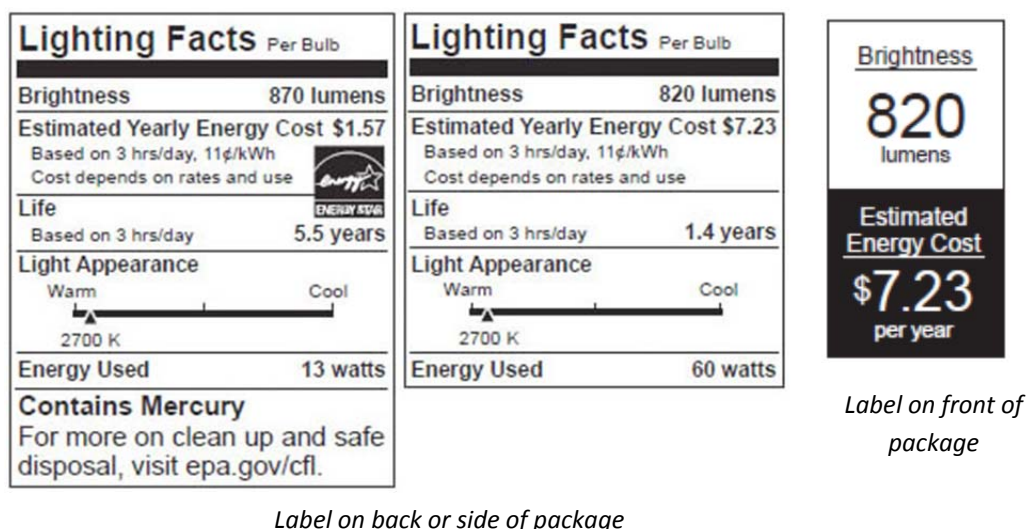 Lighting Facts Per Bulb
Brightness 870 lumens
Estimated Yearly Energy Cost $1.57
Based on 3 hrs/day, 11¢/kWh
Cost depends on rates and use
energy
ENERGY STAR
Life
Based on 3 hrs/day 5.5 years
Light Appearance
Warm Cool
2700 K
Energy Used 13 watts
Contains Mercury
For more on clean up and safe
disposal, visit epa.gov/cfl.
Lighting Facts Per Bulb
Brightness 820 lumens
Estimated Yearly Energy Cost $7.23
Based on 3 hrs/day, 11¢/kWh
Cost depends on rates and use
Life
Based on 3 hrs/day 1.4 years
Light Appearance
Warm Cool
2700 K
Energy Used 60 watts
Brightness
820
lumens
Estimated
Energy Cost
$7.23
per year
Label on front of
package
Label on back or side of package